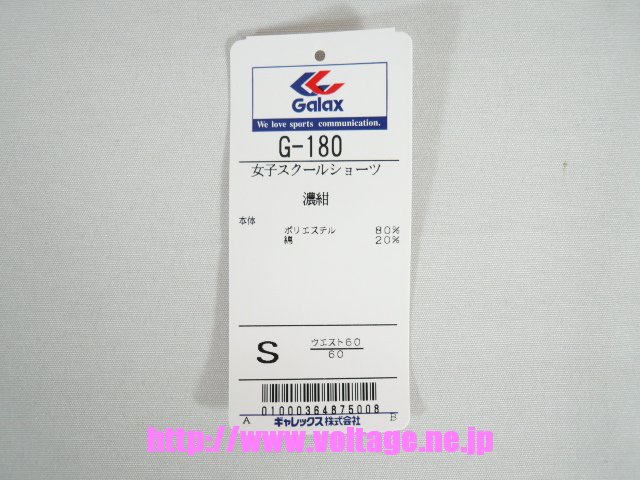 Galax
We love sports communication.
G-180
女子スクールショーツ
濃紺
本体
ポリエステル 80%
綿 20%
S
ウエスト60
60
01000364875008
A ギャレックス株式会社 B
http://www.voltage.ne.jp